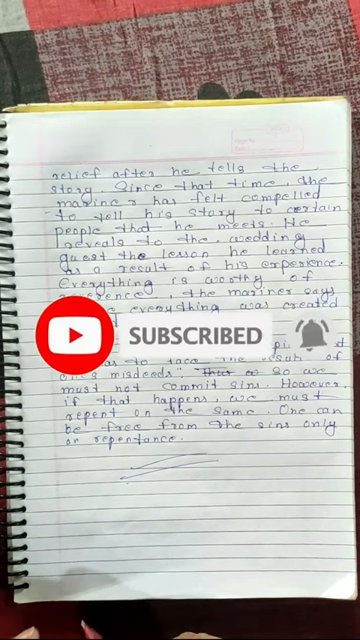 relief after he tells the
story. Since that time, the
mariner has felt compelled
to tell his story to certain
people that he meets. He
reveals to the wedding
guest the lesson he learned
as a result of his experience.
Everything is worthy of
the mariner says
everything was created
SUBSCRIBED
has to face the result of
one's misdeeds" So we
must not commit sins. However,
if that happens, we must
repent on the same. One can
be free from the sins only
on repentance.